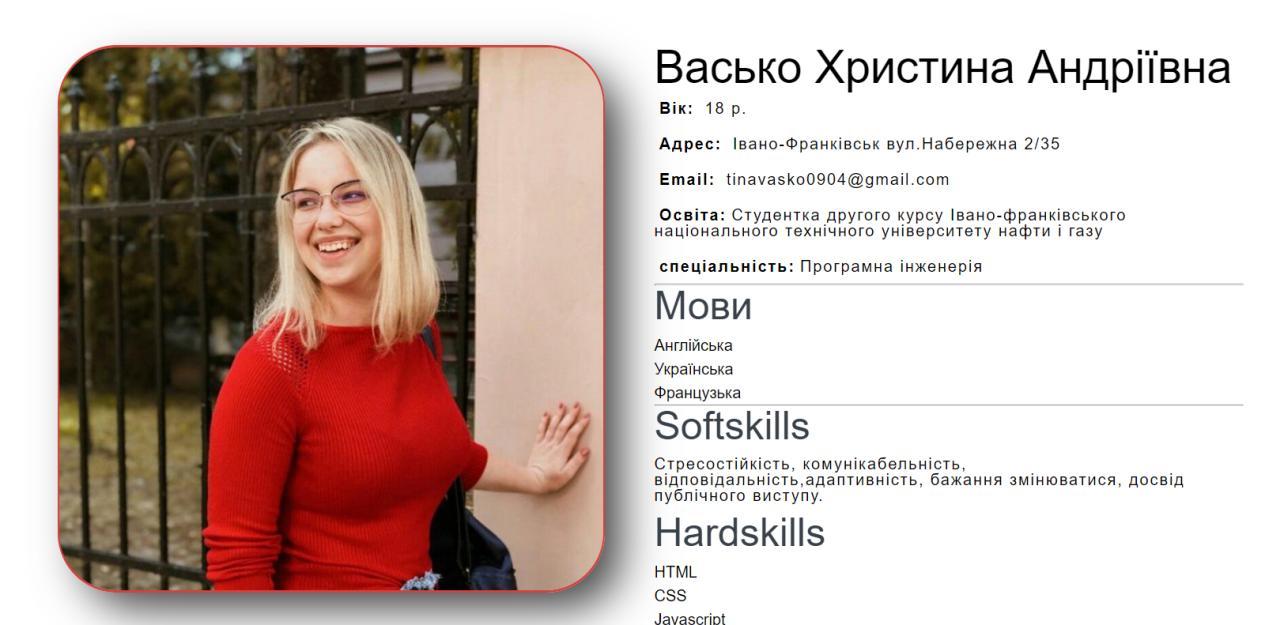 Васько Христина Андріївна
Вік: 18 р.
Адрес: Івано-Франківськ вул.Набережна 2/35
Email: tinavasko0904@gmail.com
Освіта: Студентка другого курсу Івано-франківського
національного технічного університету нафти і газу
спеціальність: Програмна інженерія
Мови
Англійська
Українська
Французька
Softskills
Стресостійкість, комунікабельність,
відповідальність,адаптивність, бажання змінюватися, досвід
публічного виступу.
Hardskills
HTML
CSS
Javascript